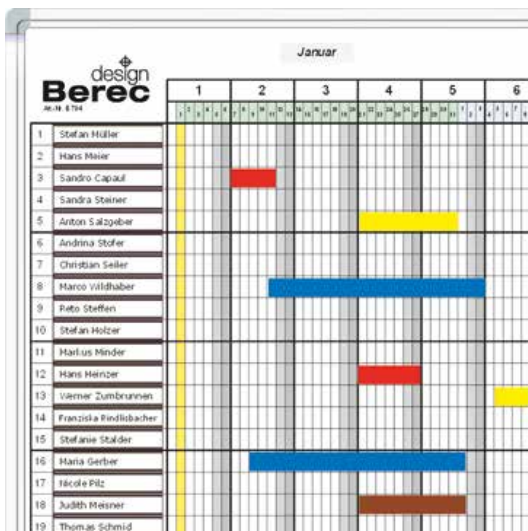 Januar
design
Berec
1 2 3 4 5 6
1 Stefan Müller
2 Hans Meier
3 Sandro Capaul
4 Sandra Steiner
5 Anton Salzgeber
6 Andrina Stofer
7 Christian Seiler
8 Marco Wildhaber
9 Reto Steffen
10 Stefan Holzer
11 Markus Minder
12 Hans Heinzer
13 Werner Zumbrunnen
14 Franziska Rindlisbacher
15 Stefanie Stalder
16 Maria Gerber
17 Nicole Pilz
18 Judith Meisner
19 Thomas Schmid